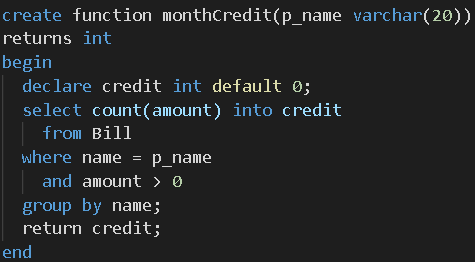 create function monthCredit(p_name varchar(20))
returns int
begin
declare credit int default 0;
select count(amount) into credit
from Bill
where name = p_name
and amount > 0
group by name;
return credit;
end